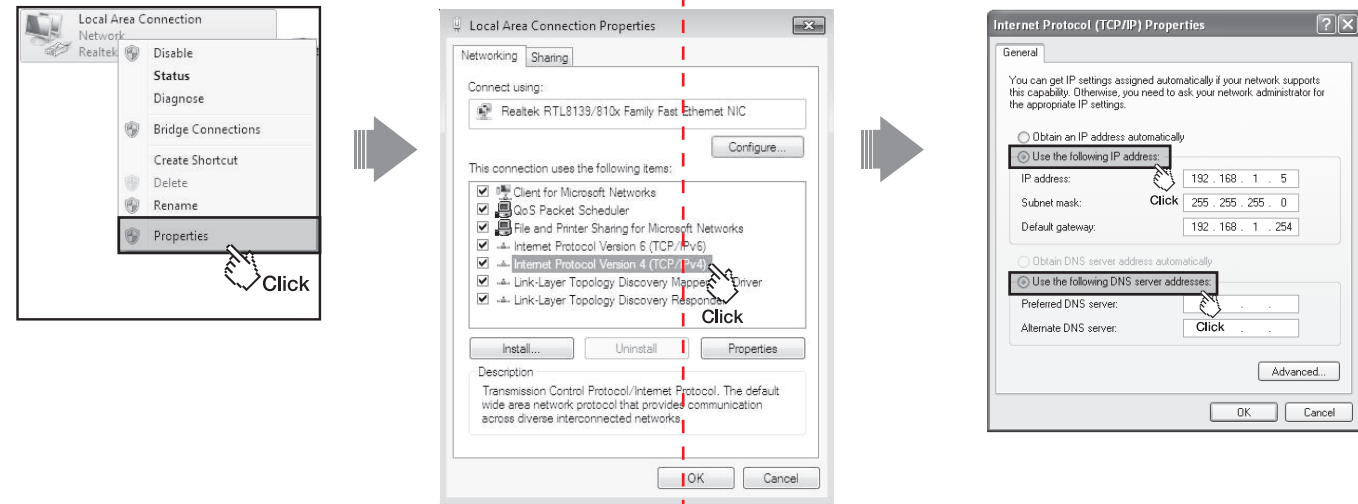 Local Area Connection
Network
Realtek
Disable
Status
Diagnose
Bridge Connections
Create Shortcut
Delete
Rename
Properties
Click
Local Area Connection Properties
Networking Sharing
Connect using:
Realtek RTL8139/810x Family Fast Ethernet NIC
Configure...
This connection uses the following items:
Client for Microsoft Networks
QoS Packet Scheduler
File and Printer Sharing for Microsoft Networks
Internet Protocol Version 6 (TCP/IPv6)
Internet Protocol Version 4 (TCP/IPv4)
Link-Layer Topology Discovery Mapper Driver
Link-Layer Topology Discovery Responder
Click
Install... Uninstall Properties
Description
Transmission Control Protocol/Internet Protocol. The default
wide area network protocol that provides communication
across diverse interconnected networks.
OK Cancel
Internet Protocol (TCP/IP) Properties
General
You can get IP settings assigned automatically if your network supports
this capability. Otherwise, you need to ask your network administrator for
the appropriate IP settings.
Obtain an IP address automatically
Use the following IP address:
IP address: 192 . 168 . 1 . 5
Subnet mask: Click 255 . 255 . 255 . 0
Default gateway: 192 . 168 . 1 . 254
Obtain DNS server address automatically
Use the following DNS server addresses:
Preferred DNS server:
Alternate DNS server: Click
Advanced...
OK Cancel